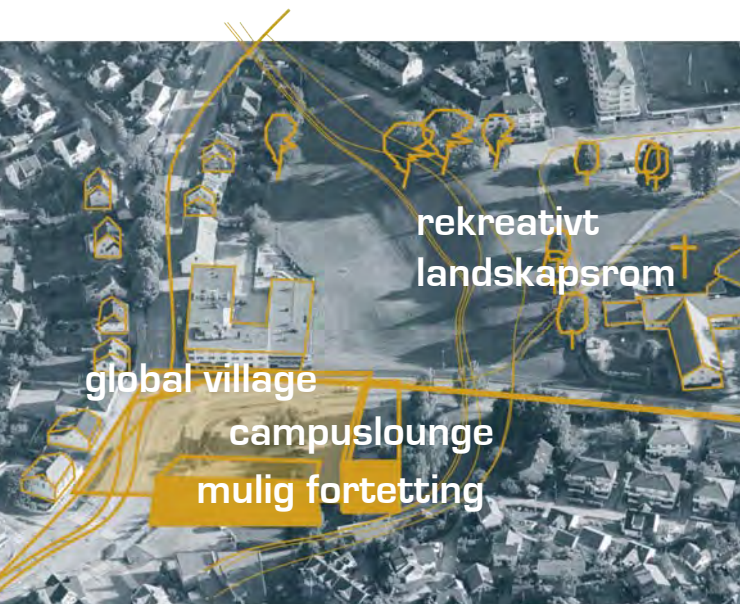 rekreativt
landskapsrom
global village
campuslounge
mulig fortetting